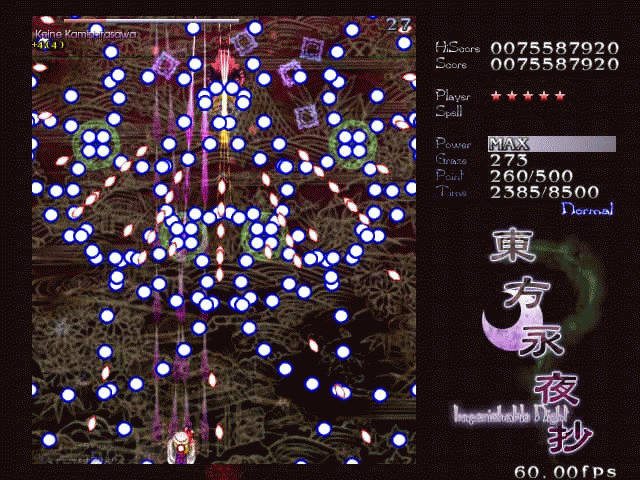 Keine Kamishirasawa
27
HiScore 0075587920
Score 0075587920
Player ★★★★★
Spell
Power MAX
Graze 273
Point 260/500
Time 2385/8500
Normal
東方永夜抄
Imperishable Night
60.00fps